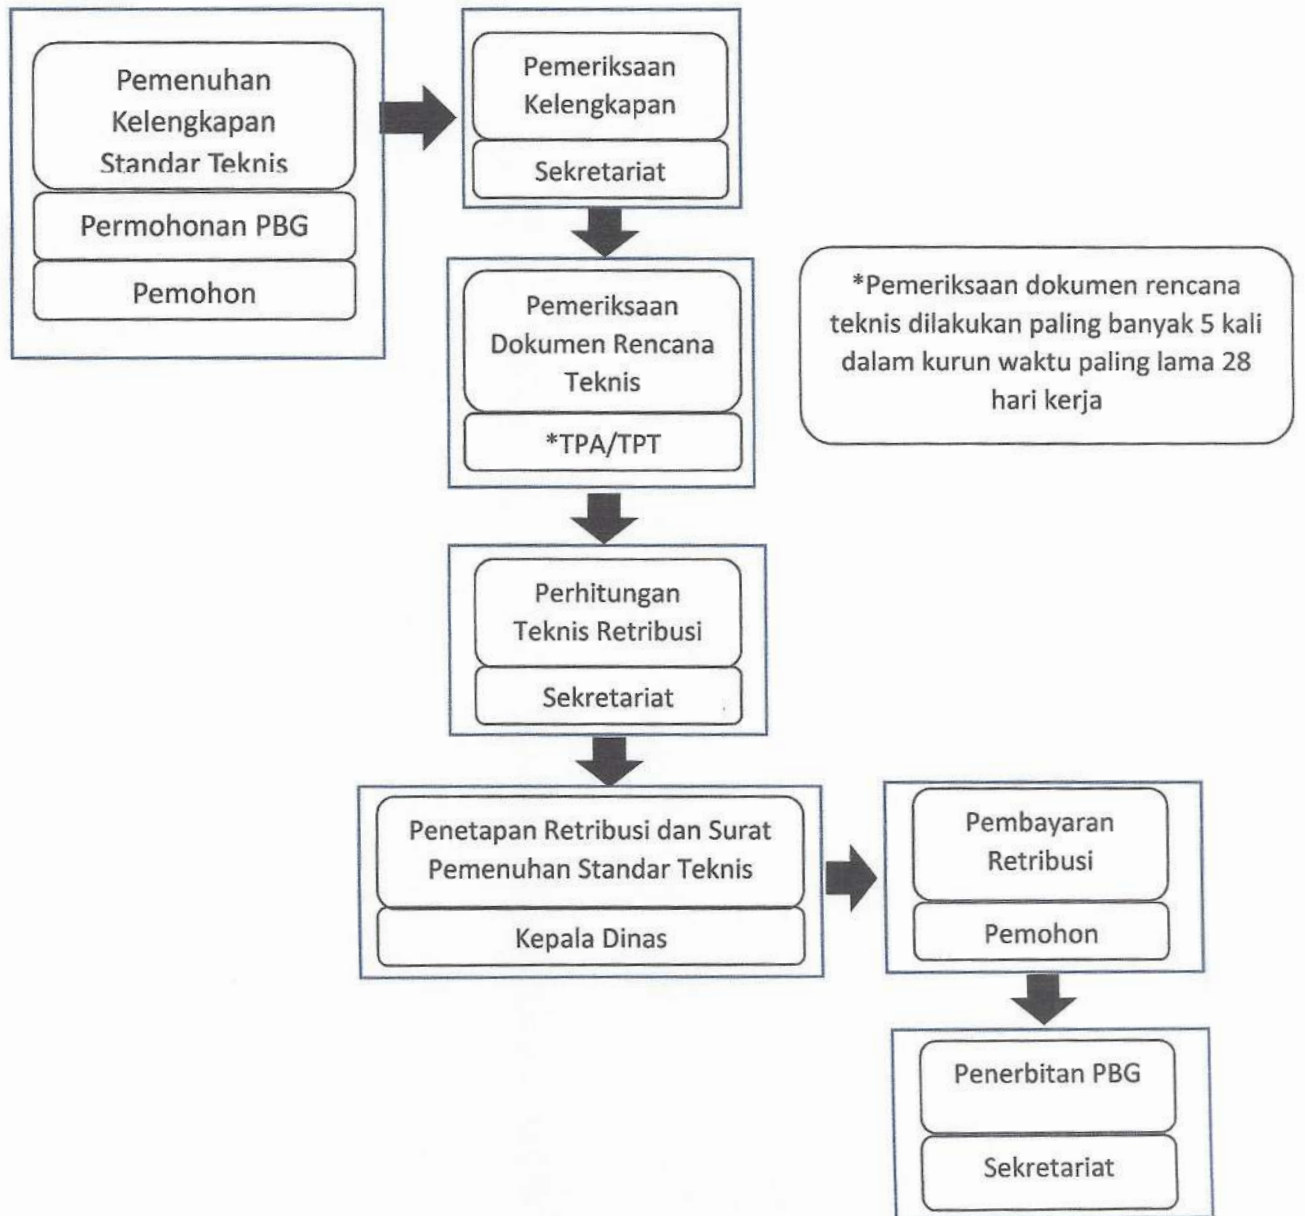 Pemenuhan
Kelengkapan
Standar Teknis
Permohonan PBG
Pemohon
Pemeriksaan
Kelengkapan
Sekretariat
Pemeriksaan
Dokumen Rencana
Teknis
*TPA/TPT
*Pemeriksaan dokumen rencana
teknis dilakukan paling banyak 5 kali
dalam kurun waktu paling lama 28
hari kerja
Perhitungan
Teknis Retribusi
Sekretariat
Penetapan Retribusi dan Surat
Pemenuhan Standar Teknis
Kepala Dinas
Pembayaran
Retribusi
Pemohon
Penerbitan PBG
Sekretariat